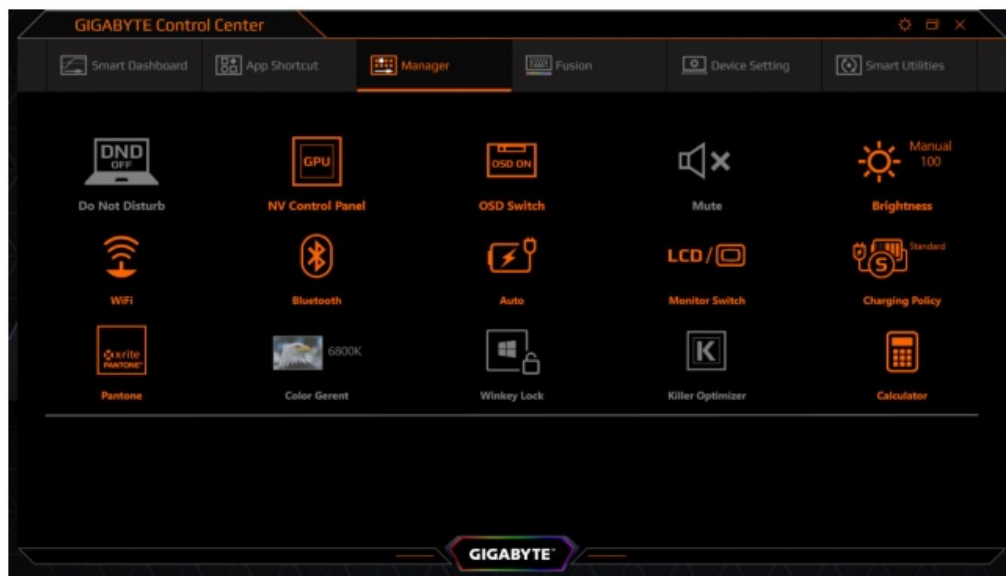 GIGABYTE Control Center
Smart Dashboard
App Shortcut
Manager
Fusion
Device Setting
Smart Utilities
DND
OFF
Do Not Disturb
GPU
NV Control Panel
OSD ON
OSD Switch
Mute
Manual
100
Brightness
WiFi
Bluetooth
Auto
LCD/
Monitor Switch
S
Standard
Charging Policy
x·rite
PANTONE®
Pantone
6800K
Color Gerent
Winkey Lock
K
Killer Optimizer
Calculator
GIGABYTE™